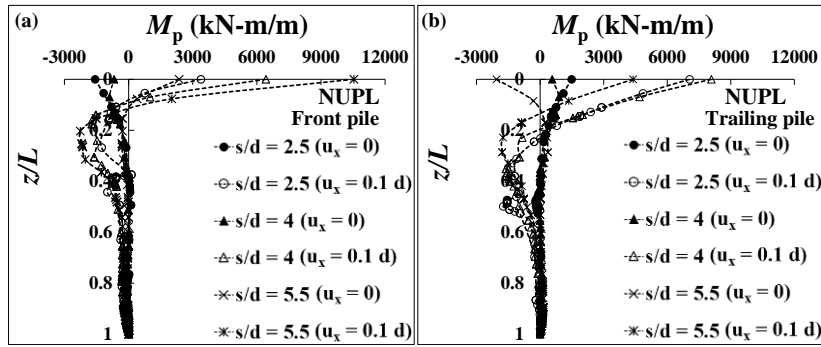 (a)
M_p (kN-m/m)
-3000 0 3000 6000 9000 12000
0
0.2
0.4
0.6
0.8
1
z/L
NUPL
Front pile
s/d = 2.5 (u_x = 0)
s/d = 2.5 (u_x = 0.1 d)
s/d = 4 (u_x = 0)
s/d = 4 (u_x = 0.1 d)
s/d = 5.5 (u_x = 0)
s/d = 5.5 (u_x = 0.1 d)
(b)
M_p (kN-m/m)
-3000 0 3000 6000 9000 12000
0
0.2
0.4
0.6
0.8
1
z/L
NUPL
Trailing pile
s/d = 2.5 (u_x = 0)
s/d = 2.5 (u_x = 0.1 d)
s/d = 4 (u_x = 0)
s/d = 4 (u_x = 0.1 d)
s/d = 5.5 (u_x = 0)
s/d = 5.5 (u_x = 0.1 d)